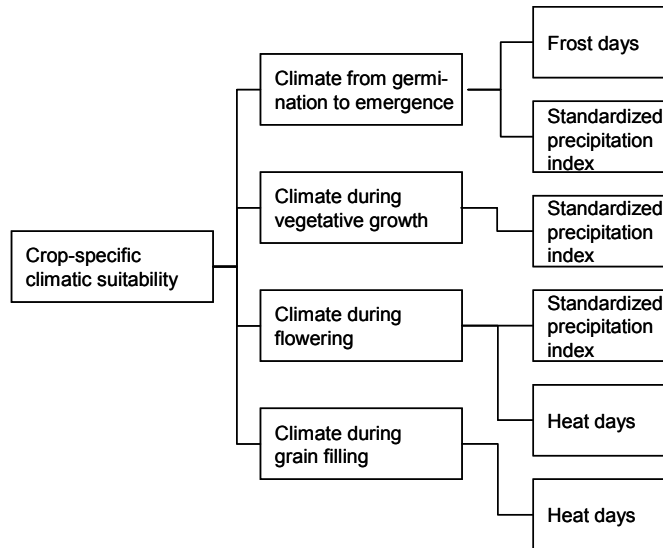 Frost days
Climate from germi-
nation to emergence
Standardized
precipitation
index
Climate during
vegetative growth
Standardized
precipitation
index
Crop-specific
climatic suitability
Climate during
flowering
Standardized
precipitation
index
Heat days
Climate during
grain filling
Heat days